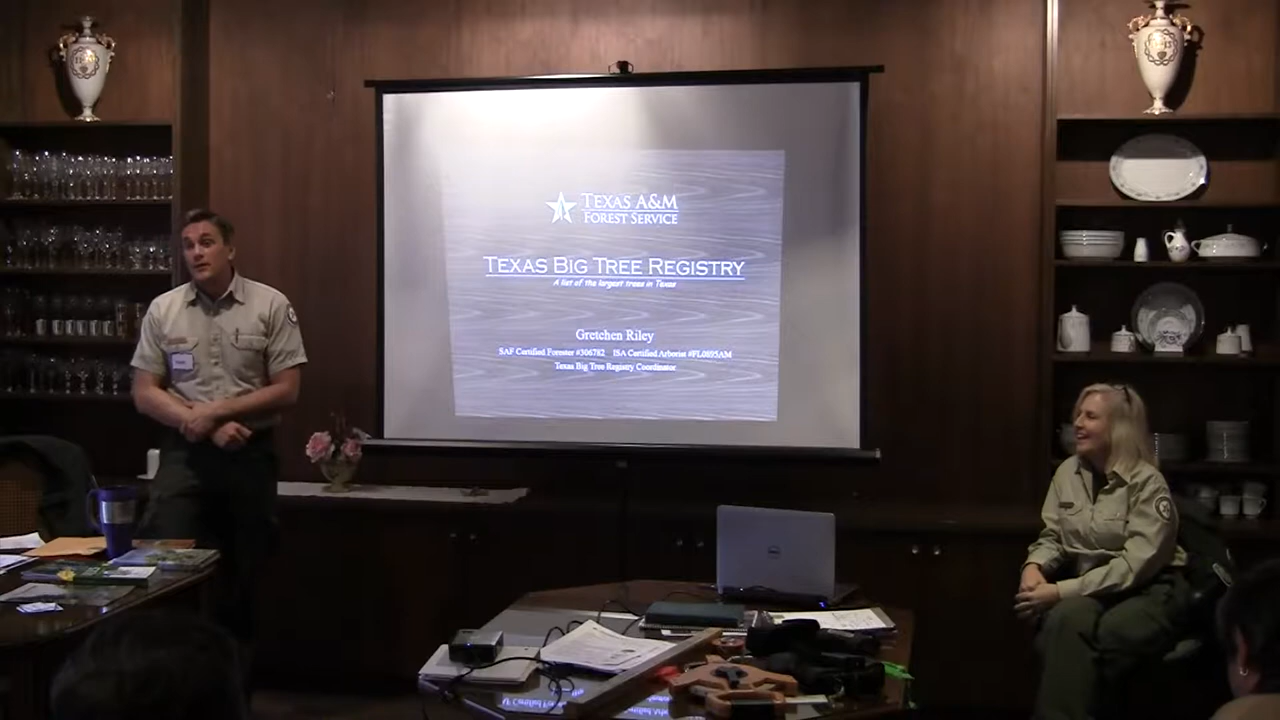 TEXAS A&M
FOREST SERVICE
TEXAS BIG TREE REGISTRY
A list of the largest trees in Texas
Gretchen Riley
SAF Certified Forester #306782 ISA Certified Arborist #FL0895AM
Texas Big Tree Registry Coordinator
DELL